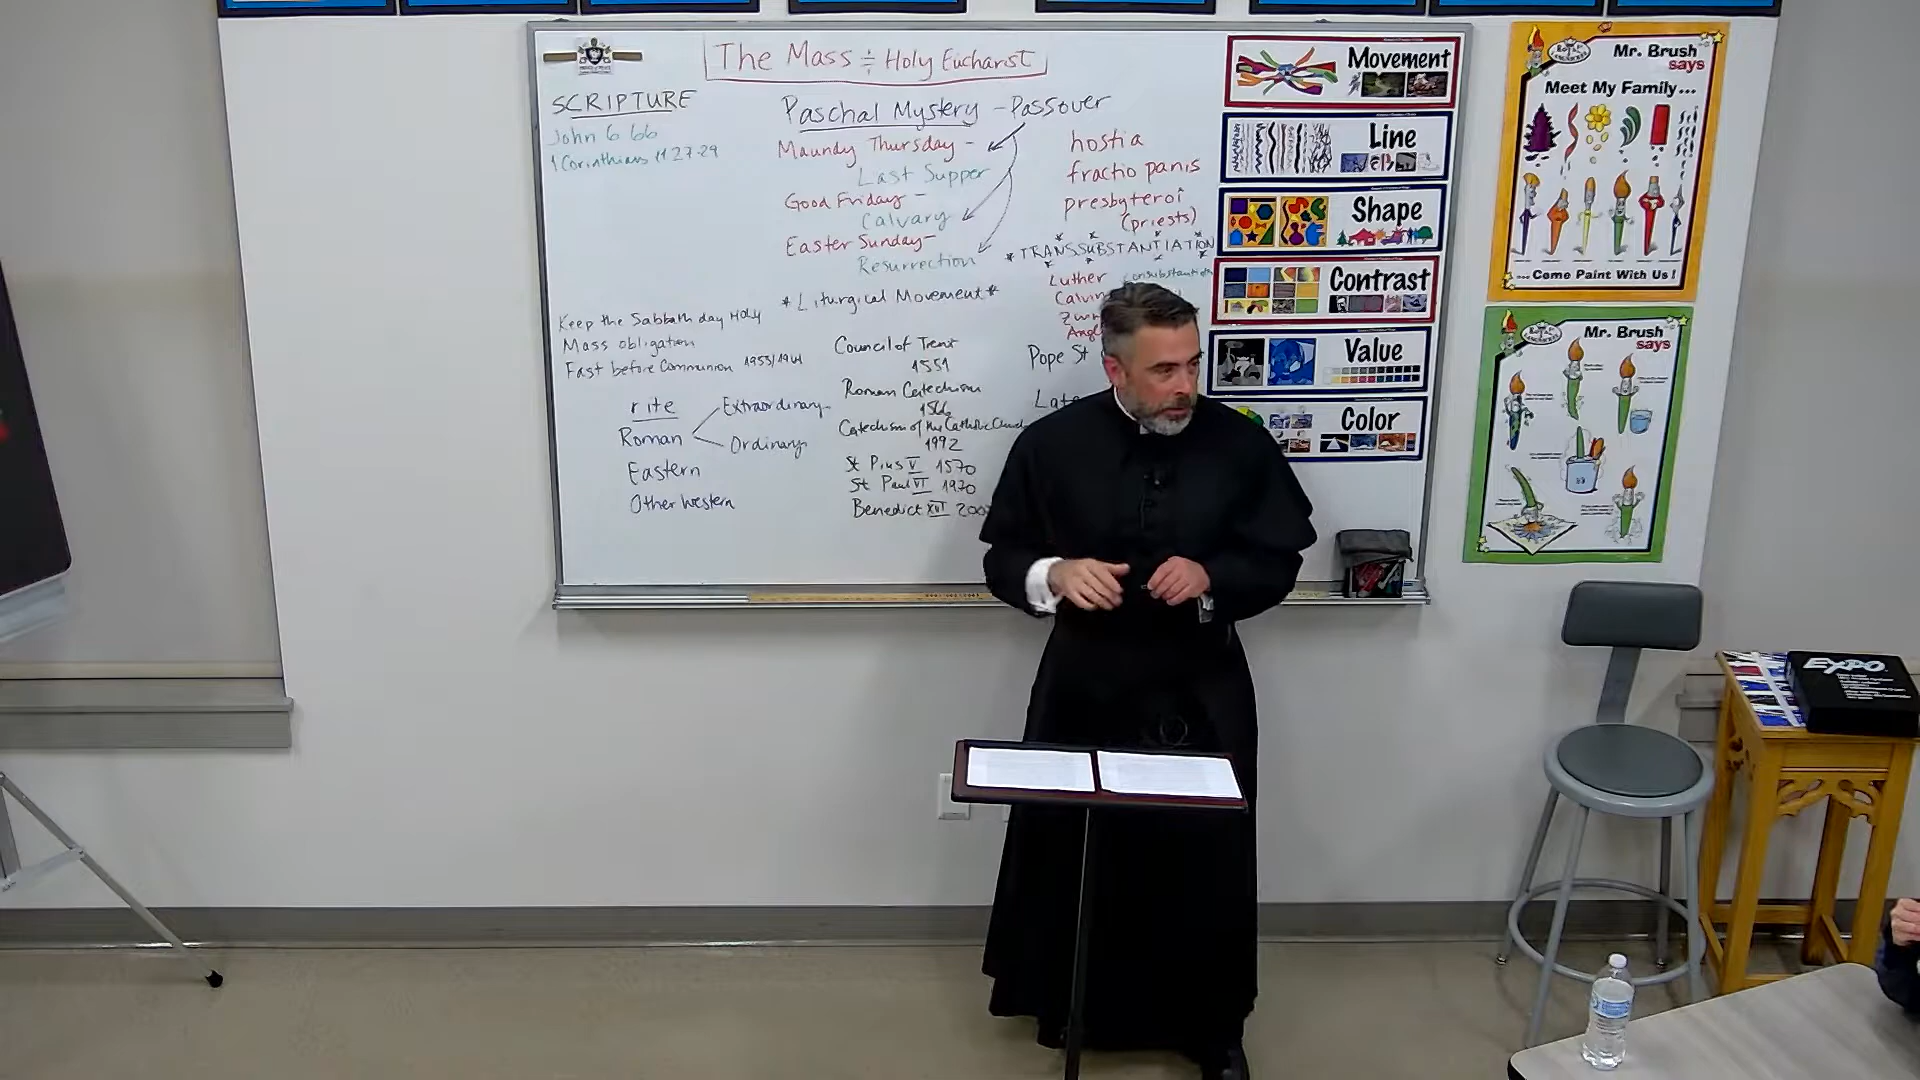 The Mass & Holy Eucharist
SCRIPTURE
John 6 66
1 Corinthians 11 27-29
Keep the Sabbath day Holy
Mass obligation
Fast before Communion 1953/1964
rite
Roman
Extraordinary
Ordinary
Eastern
Other Western
Paschal Mystery - Passover
Maundy Thursday -
Last Supper
Good Friday -
Calvary
Easter Sunday -
Resurrection
*Liturgical Movement*
Council of Trent
1551
Roman Catechism
1566
Catechism of the Catholic Church
1992
St Pius V 1570
St Paul VI 1970
Benedict XVI
hostia
fractio panis
presbyteroi
(priests)
*TRANSSUBSTANTIATION
Luther
Calvin
Pope St
Movement
Line
Shape
Contrast
Value
Color
Mr. Brush
says
Meet My Family...
...Come Paint With Us!
Mr. Brush
says
EXPO